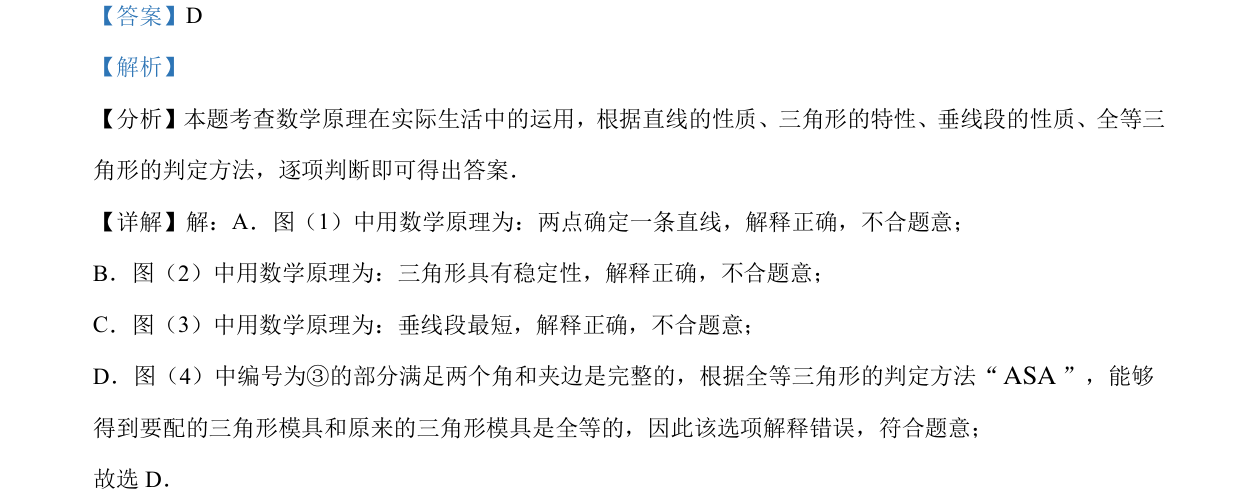 【答案】D
【解析】
【分析】本题考查数学原理在实际生活中的运用，根据直线的性质、三角形的特性、垂线段的性质、全等三
角形的判定方法，逐项判断即可得出答案．
【详解】解：A．图（1）中用数学原理为：两点确定一条直线，解释正确，不合题意；
B．图（2）中用数学原理为：三角形具有稳定性，解释正确，不合题意；
C．图（3）中用数学原理为：垂线段最短，解释正确，不合题意；
D．图（4）中编号为③的部分满足两个角和夹边是完整的，根据全等三角形的判定方法“ASA”，能够
得到要配的三角形模具和原来的三角形模具是全等的，因此该选项解释错误，符合题意；
故选 D．